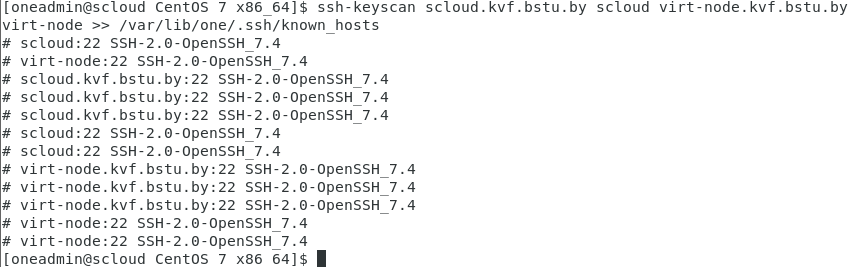 [oneadmin@scloud CentOS 7 x86_64]$ ssh-keyscan scloud.kvf.bstu.by scloud virt-node.kvf.bstu.by
virt-node >> /var/lib/one/.ssh/known_hosts
# scloud:22 SSH-2.0-OpenSSH_7.4
# virt-node:22 SSH-2.0-OpenSSH_7.4
# scloud.kvf.bstu.by:22 SSH-2.0-OpenSSH_7.4
# scloud.kvf.bstu.by:22 SSH-2.0-OpenSSH_7.4
# scloud.kvf.bstu.by:22 SSH-2.0-OpenSSH_7.4
# scloud:22 SSH-2.0-OpenSSH_7.4
# scloud:22 SSH-2.0-OpenSSH_7.4
# virt-node.kvf.bstu.by:22 SSH-2.0-OpenSSH_7.4
# virt-node.kvf.bstu.by:22 SSH-2.0-OpenSSH_7.4
# virt-node.kvf.bstu.by:22 SSH-2.0-OpenSSH_7.4
# virt-node:22 SSH-2.0-OpenSSH_7.4
# virt-node:22 SSH-2.0-OpenSSH_7.4
[oneadmin@scloud CentOS 7 x86_64]$